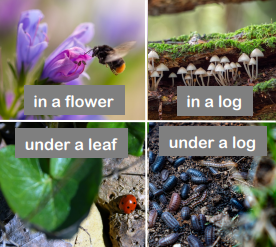 in a flower
in a log
under a leaf
under a log